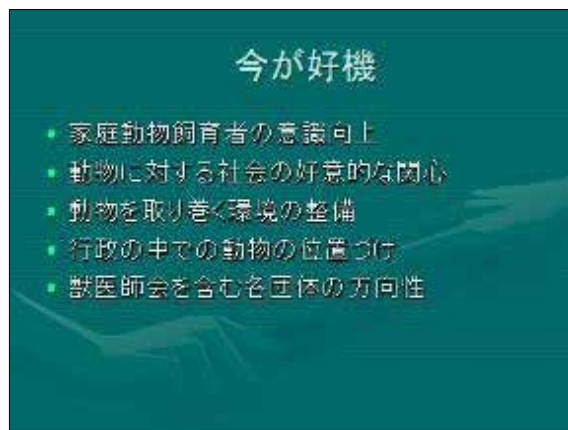 今が好機
家庭動物飼育者の意識向上
動物に対する社会の好意的な関心
動物を取り巻く環境の整備
行政の中での動物の位置づけ
獣医師会を含む各団体の方向性